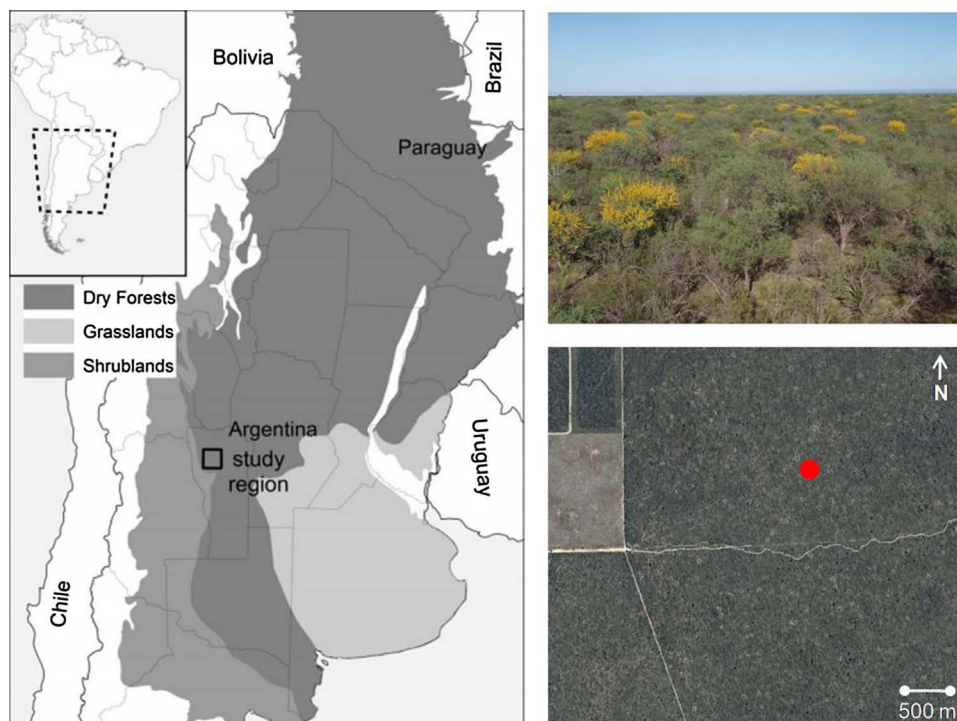 Bolivia
Brazil
Paraguay
Dry Forests
Grasslands
Shrublands
Argentina
study
region
Uruguay
Chile
N
500 m